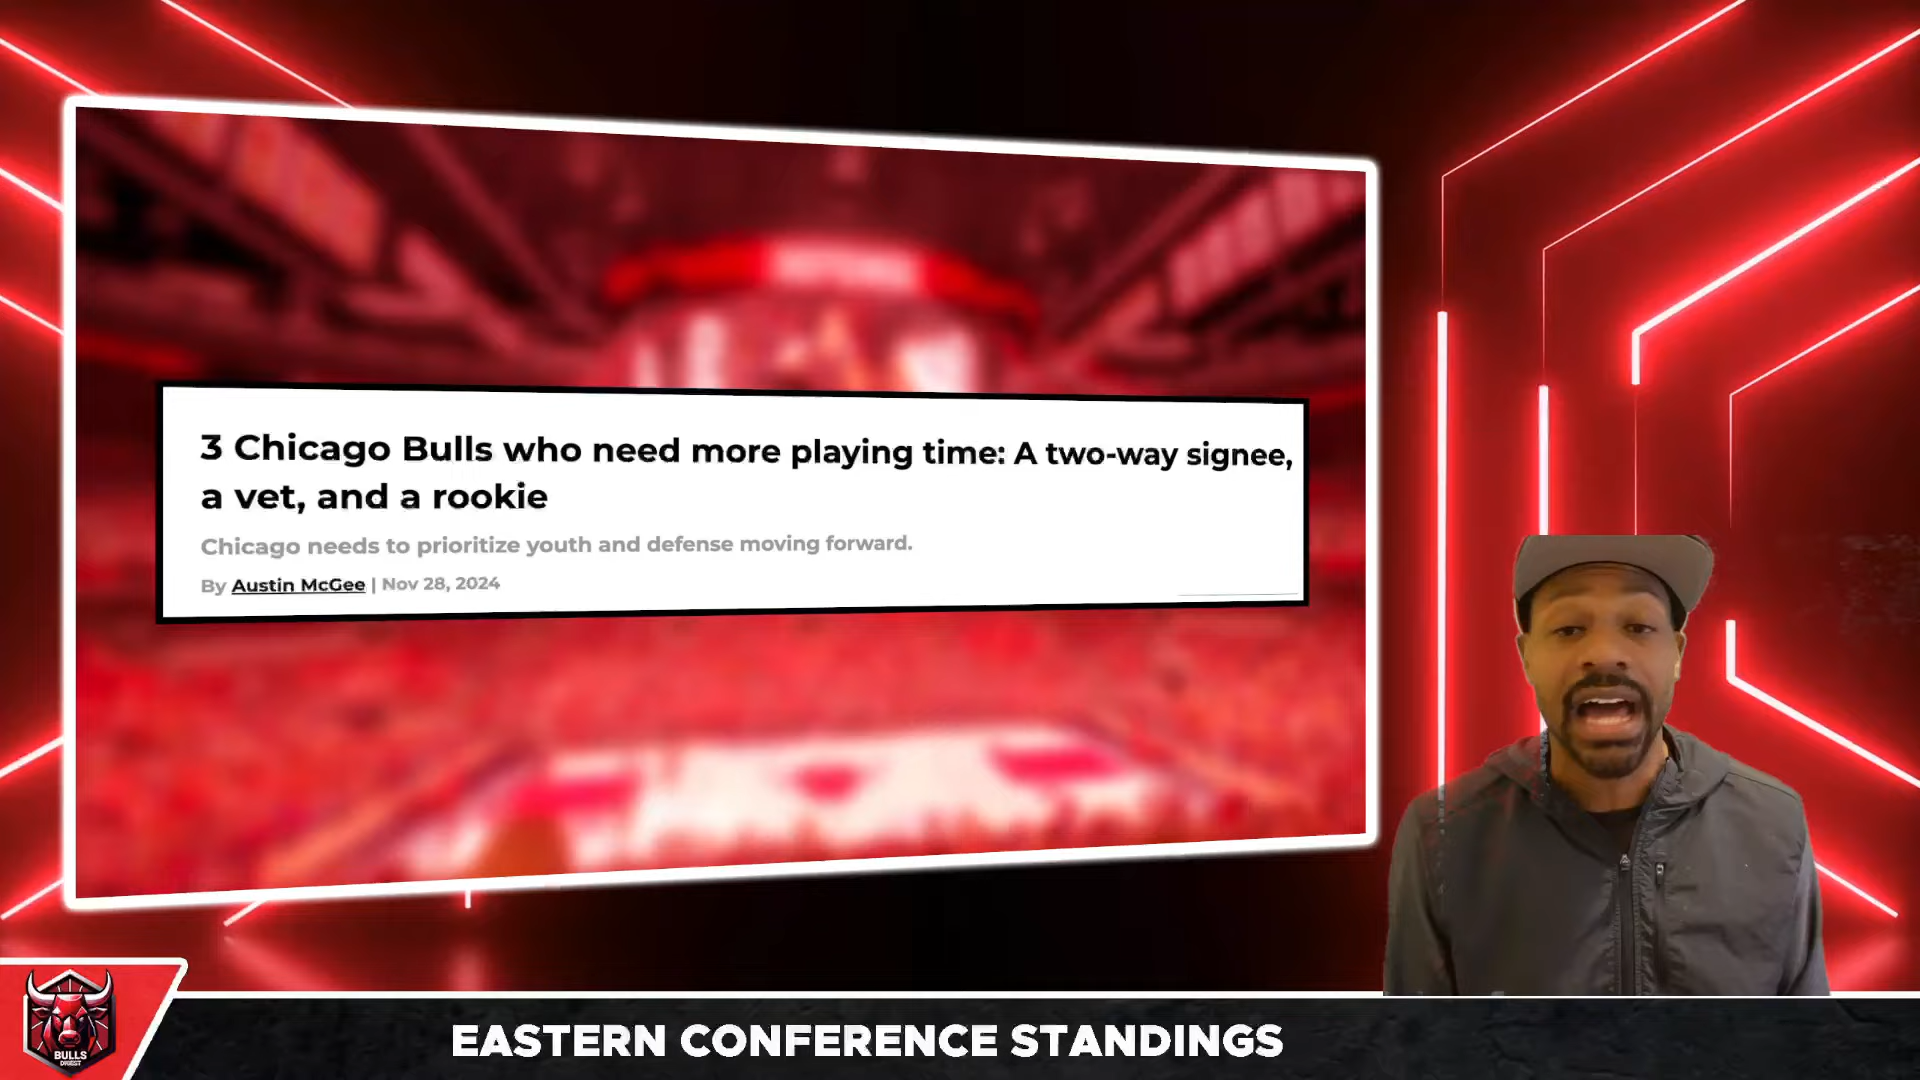 3 Chicago Bulls who need more playing time: A two-way signee,
a vet, and a rookie
Chicago needs to prioritize youth and defense moving forward.
By Austin McGee | Nov 28, 2024
BULLS
DIGEST
EASTERN CONFERENCE STANDINGS